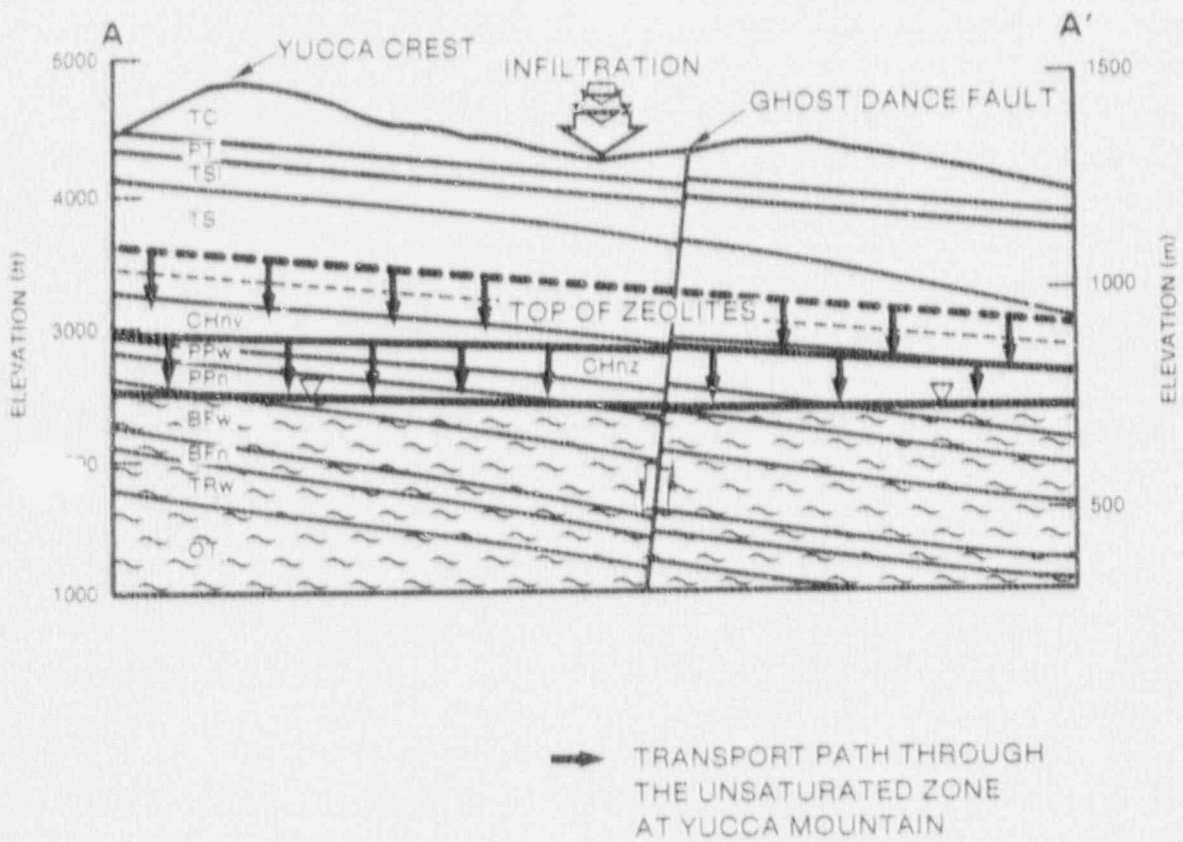 A
A'
YUCCA CREST
INFILTRATION
GHOST DANCE FAULT
5000
4000
3000
1000
ELEVATION (ft)
1500
1000
500
ELEVATION (m)
TC
PT
TS
TOP OF ZEOLITES
CHnv
CHnz
PPw
PPn
BFw
BFn
TRw
OT
TRANSPORT PATH THROUGH
THE UNSATURATED ZONE
AT YUCCA MOUNTAIN